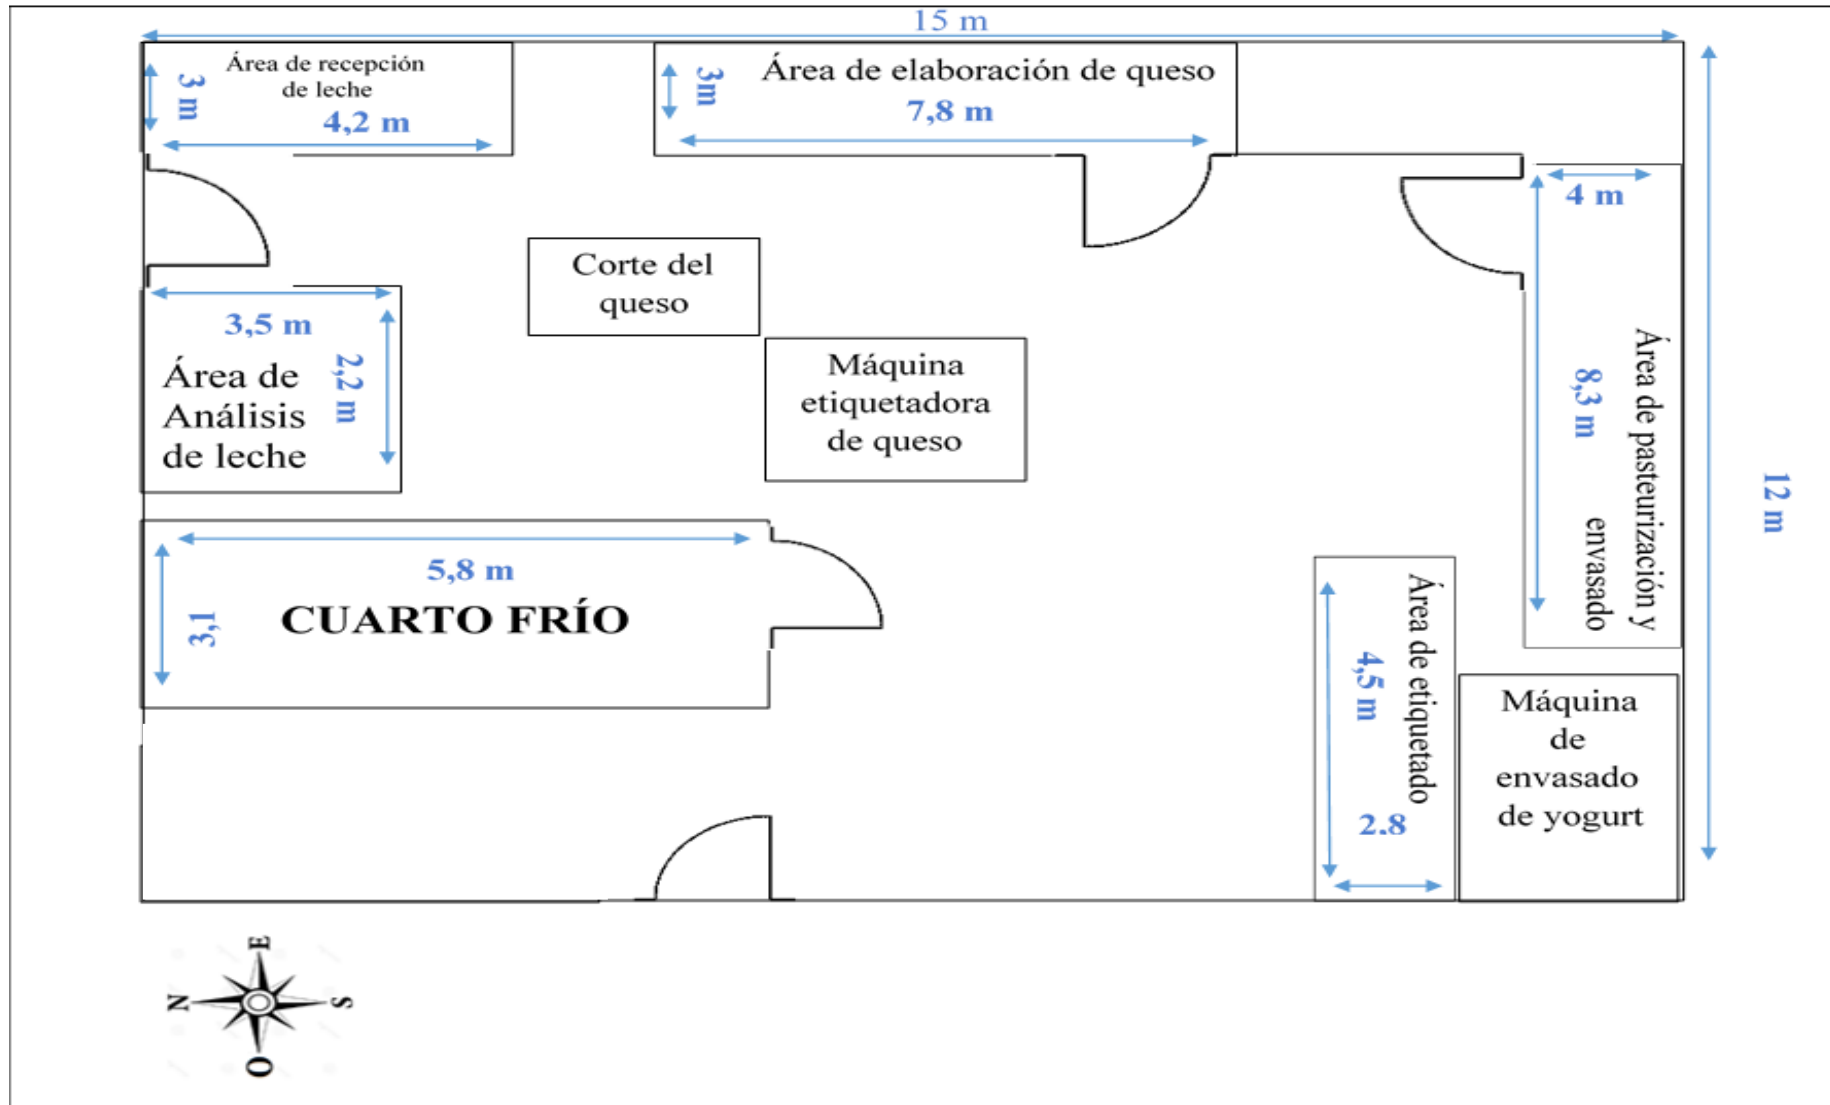 15 m
Área de recepción
de leche
3 m
4,2 m
Área de elaboración de queso
3m
7,8 m
4 m
Corte del
queso
3,5 m
2,2 m
Área de
Análisis
de leche
Máquina
etiquetadora
de queso
8,3 m
Área de pasteurización y
envasado
12 m
5,8 m
3,1
CUARTO FRÍO
Área de etiquetado
4,5 m
2.8
Máquina
de
envasado
de yogurt
E
N
S
O